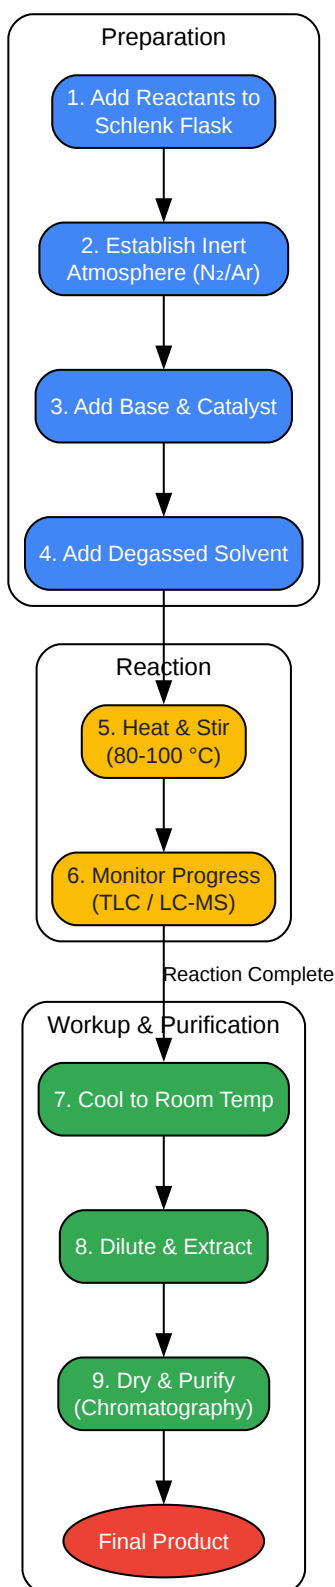 Preparation
1. Add Reactants to
Schlenk Flask
2. Establish Inert
Atmosphere (N₂/Ar)
3. Add Base & Catalyst
4. Add Degassed Solvent
Reaction
5. Heat & Stir
(80-100 °C)
6. Monitor Progress
(TLC / LC-MS)
Reaction Complete
Workup & Purification
7. Cool to Room Temp
8. Dilute & Extract
9. Dry & Purify
(Chromatography)
Final Product